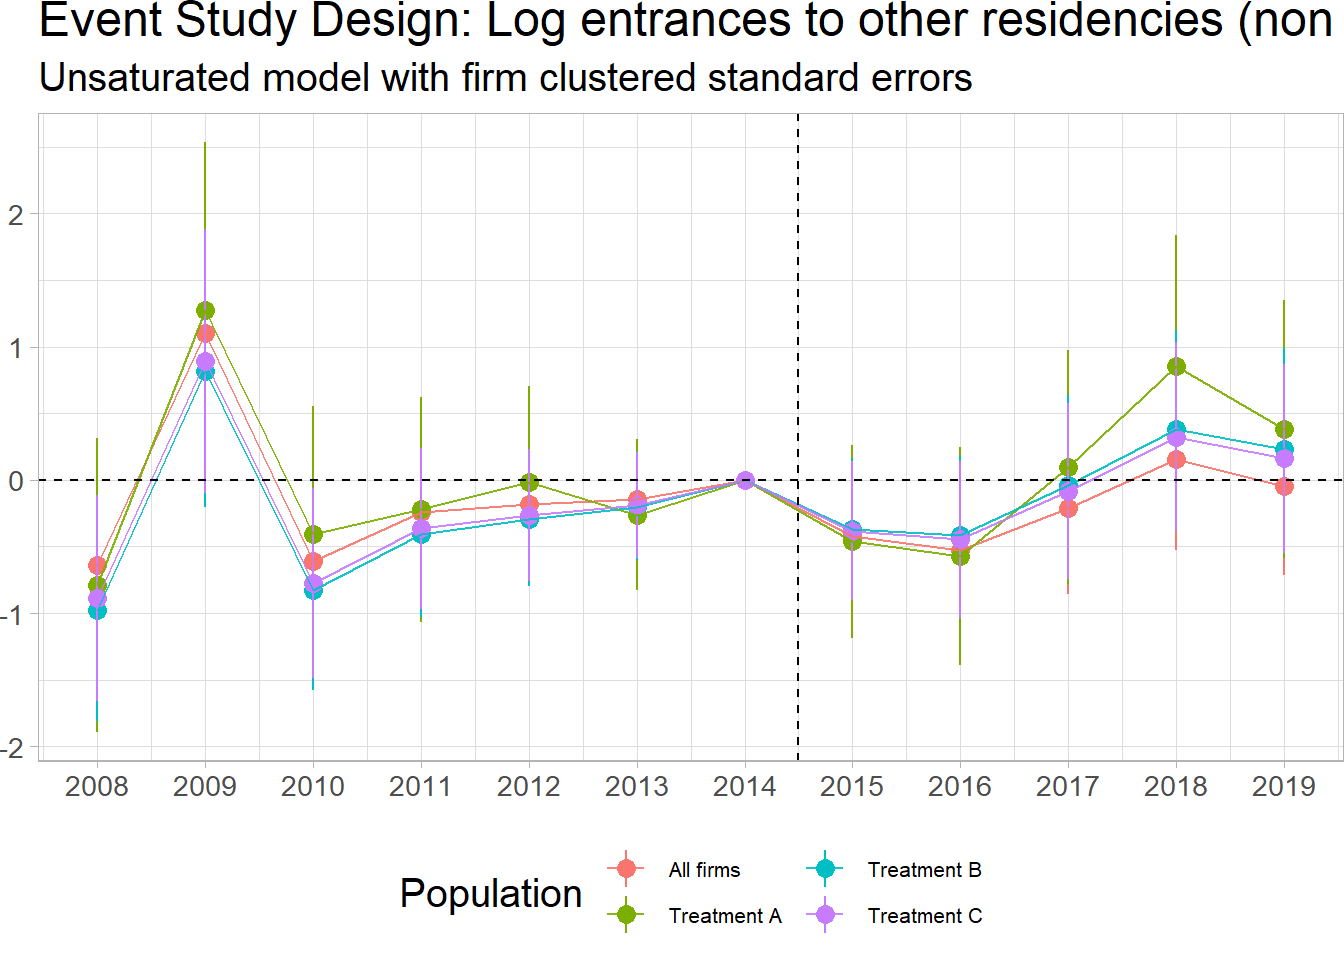 Event Study Design: Log entrances to other residencies (non
Unsaturated model with firm clustered standard errors
2
1
0
-1
-2
2008 2009 2010 2011 2012 2013 2014 2015 2016 2017 2018 2019
Population
All firms Treatment B
Treatment A Treatment C